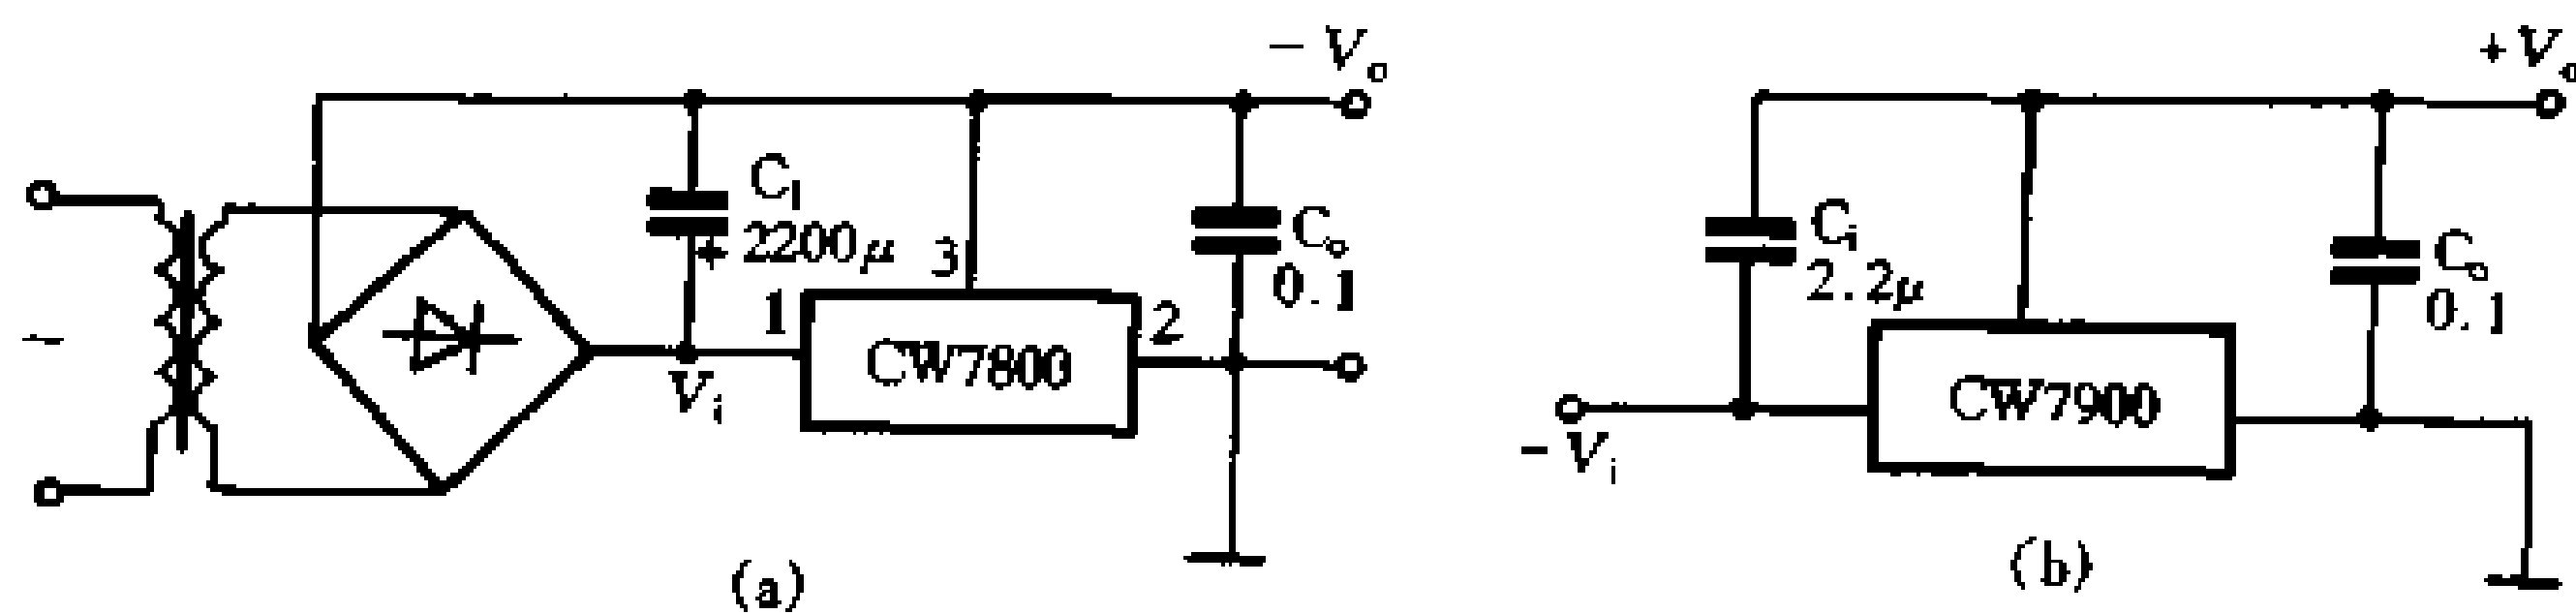 − Vo
C1
2200μ
+
3
Co
0.1
1
2
CW7800
Vi
~
(a)
+Vo
Ci
2.2μ
Co
0.1
CW7900
− Vi
(b)